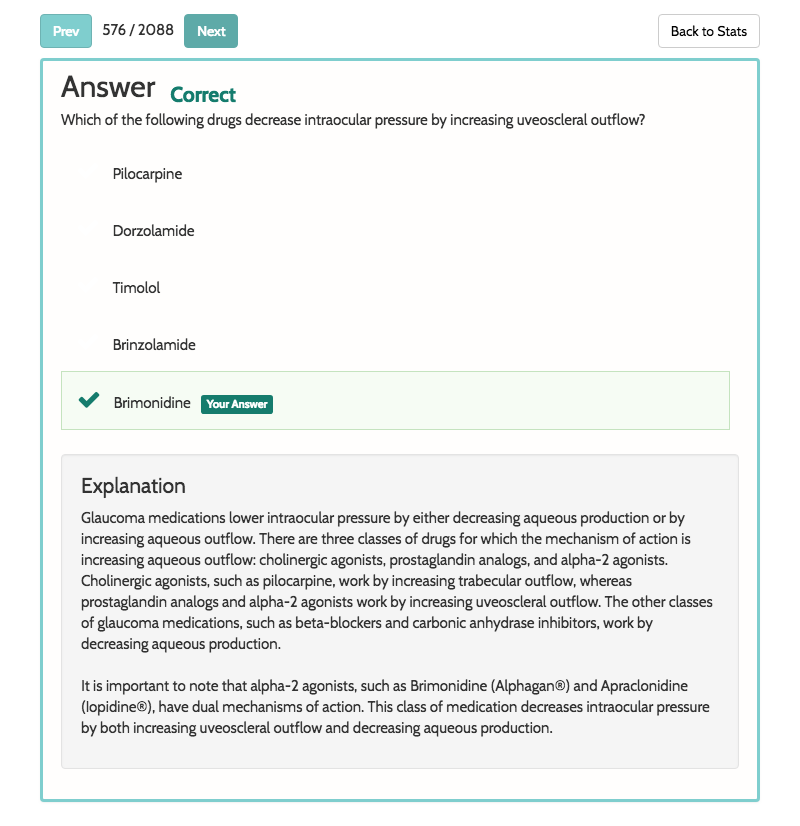 Prev 576 / 2088 Next Back to Stats
Answer Correct
Which of the following drugs decrease intraocular pressure by increasing uveoscleral outflow?
Pilocarpine
Dorzolamide
Timolol
Brinzolamide
Brimonidine Your Answer
Explanation
Glaucoma medications lower intraocular pressure by either decreasing aqueous production or by
increasing aqueous outflow. There are three classes of drugs for which the mechanism of action is
increasing aqueous outflow: cholinergic agonists, prostaglandin analogs, and alpha-2 agonists.
Cholinergic agonists, such as pilocarpine, work by increasing trabecular outflow, whereas
prostaglandin analogs and alpha-2 agonists work by increasing uveoscleral outflow. The other classes
of glaucoma medications, such as beta-blockers and carbonic anhydrase inhibitors, work by
decreasing aqueous production.
It is important to note that alpha-2 agonists, such as Brimonidine (Alphagan®) and Apraclonidine
(Iopidine®), have dual mechanisms of action. This class of medication decreases intraocular pressure
by both increasing uveoscleral outflow and decreasing aqueous production.